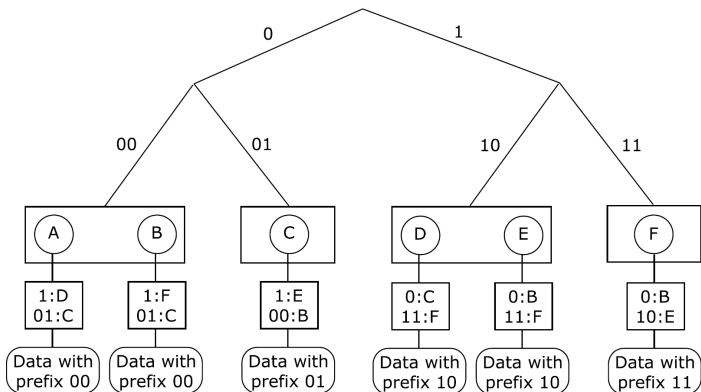 0
1
00
01
10
11
A
B
C
D
E
F
1:D
01:C
1:F
01:C
1:E
00:B
0:C
11:F
0:B
11:F
0:B
10:E
Data with
prefix 00
Data with
prefix 00
Data with
prefix 01
Data with
prefix 10
Data with
prefix 10
Data with
prefix 11